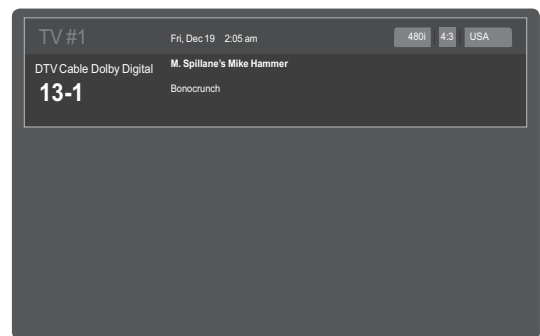 TV #1 Fri, Dec 19 2:05 am 480i 4:3 USA
DTV Cable Dolby Digital M. Spillane's Mike Hammer
13-1 Bonocrunch